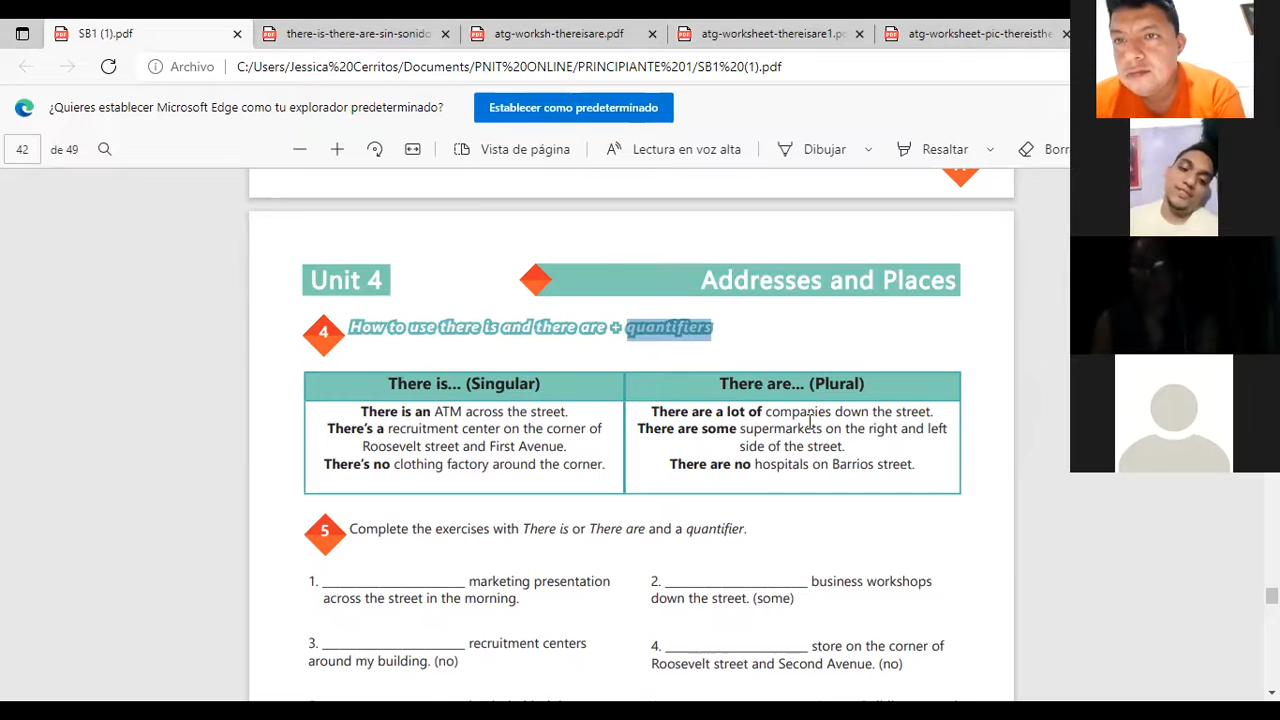 SB1 (1).pdf
there-is-there-are-sin-sonido
atg-worksh-thereisare.pdf
atg-worksheet-thereisare1.p
atg-worksheet-pic-thereisthe
Archivo
C:/Users/Jessica%20Cerritos/Documents/PNIT%20ONLINE/PRINCIPIANTE%201/SB1%20(1).pdf
¿Quieres establecer Microsoft Edge como tu explorador predeterminado?
Establecer como predeterminado
42
de 49
Vista de página
Lectura en voz alta
Dibujar
Resaltar
Borr
Unit 4
Addresses and Places
4
How to use there is and there are + quantifiers
There is... (Singular)
There are... (Plural)
There is an ATM across the street.
There's a recruitment center on the corner of
Roosevelt street and First Avenue.
There's no clothing factory around the corner.
There are a lot of companies down the street.
There are some supermarkets on the right and left
side of the street.
There are no hospitals on Barrios street.
5
Complete the exercises with There is or There are and a quantifier.
1. ______________________ marketing presentation
across the street in the morning.
2. ______________________ business workshops
down the street. (some)
3. ______________________ recruitment centers
around my building. (no)
4. ______________________ store on the corner of
Roosevelt street and Second Avenue. (no)